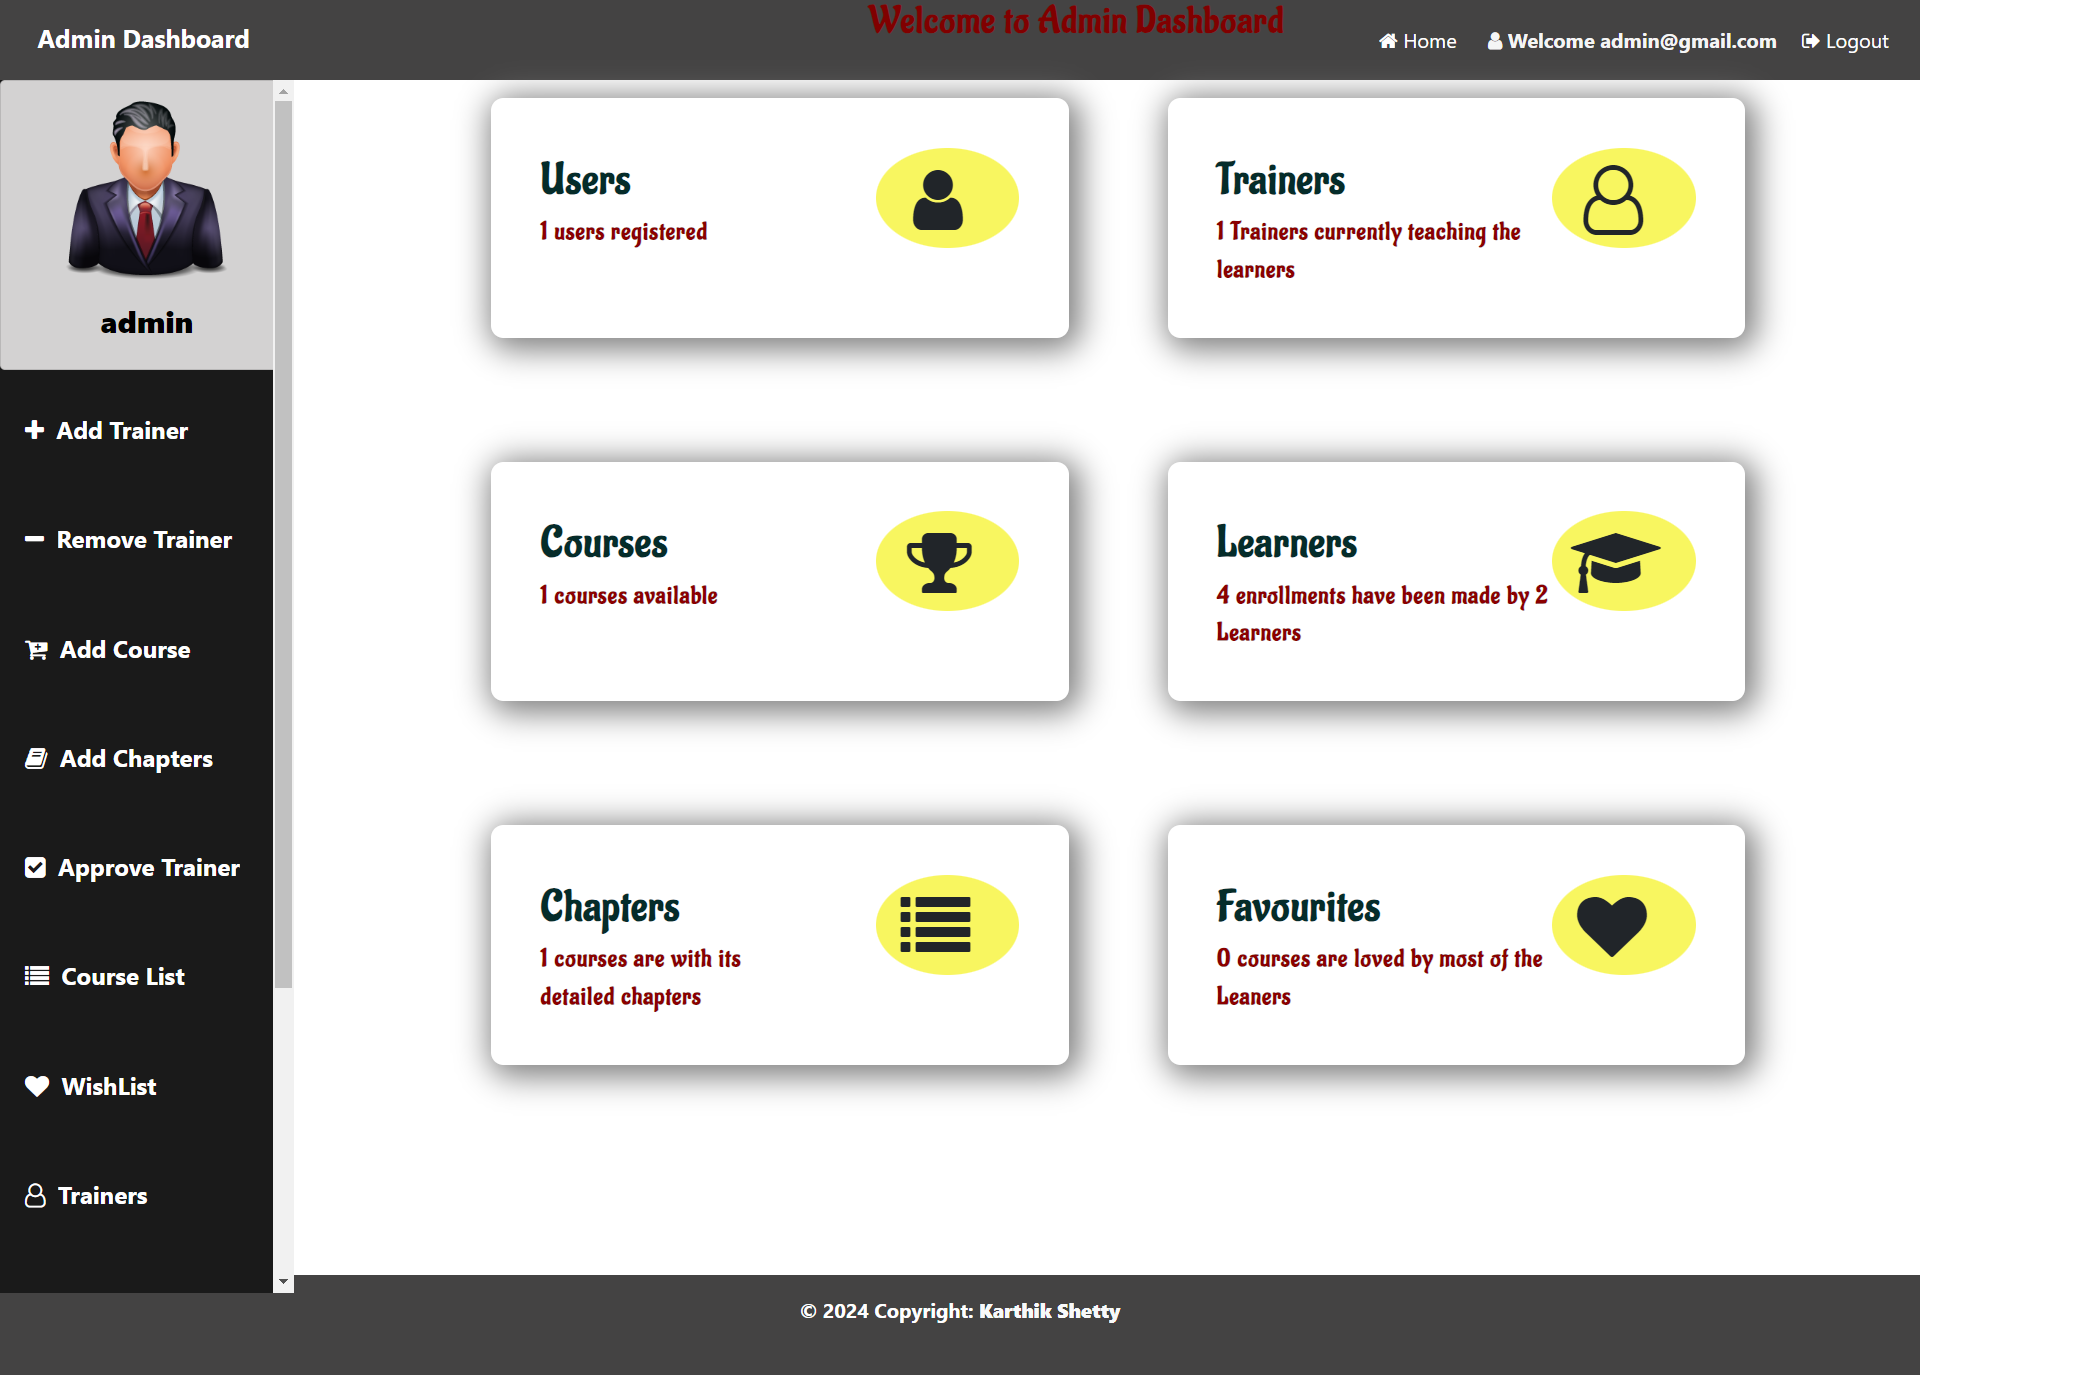 Admin Dashboard
Welcome to Admin Dashboard
Home
Welcome admin@gmail.com
Logout
admin
Add Trainer
Remove Trainer
Add Course
Add Chapters
Approve Trainer
Course List
WishList
Trainers
Users
1 users registered
Trainers
1 Trainers currently teaching the
learners
Courses
1 courses available
Learners
4 enrollments have been made by 2
Learners
Chapters
1 courses are with its
detailed chapters
Favourites
0 courses are loved by most of the
Leaners
© 2024 Copyright: Karthik Shetty